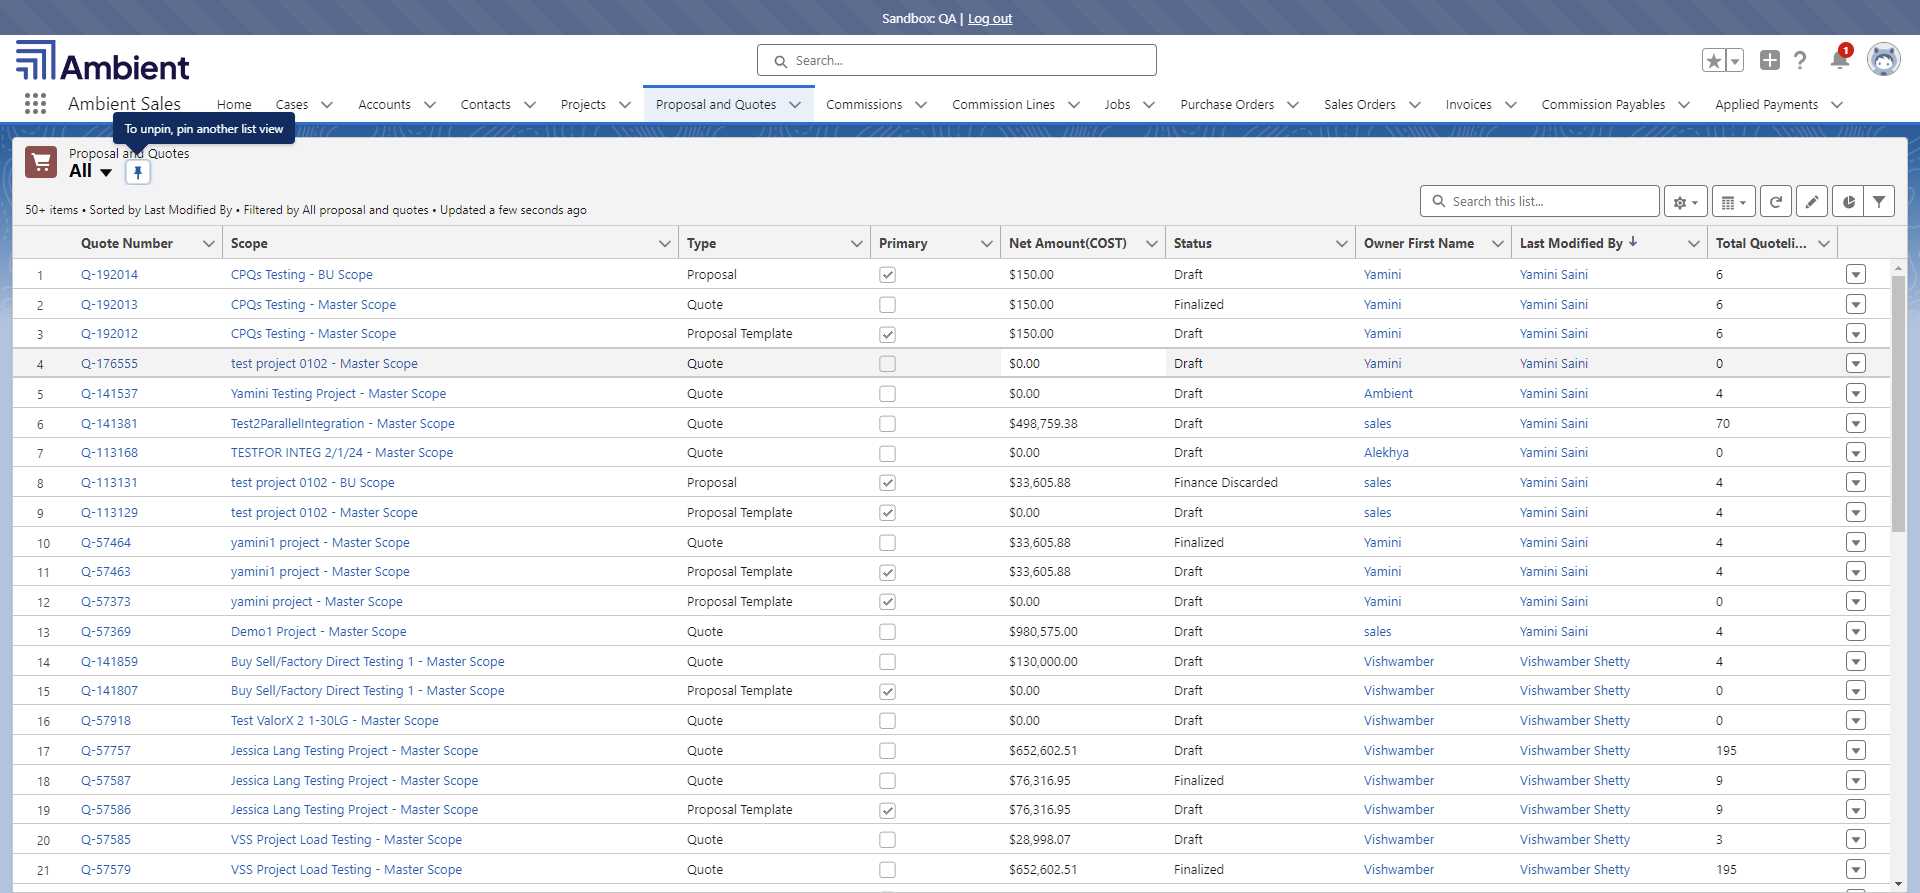 Sandbox: QA | Log out
Ambient
Search...
1
Ambient Sales Home Cases Accounts Contacts Projects Proposal and Quotes Commissions Commission Lines Jobs Purchase Orders Sales Orders Invoices Commission Payables Applied Payments
To unpin, pin another list view
Proposal and Quotes
All
50+ items • Sorted by Last Modified By • Filtered by All proposal and quotes • Updated a few seconds ago
Search this list...
Quote Number Scope Type Primary Net Amount(COST) Status Owner First Name Last Modified By Total Quoteli...
1 Q-192014 CPQs Testing - BU Scope Proposal $150.00 Draft Yamini Yamini Saini 6
2 Q-192013 CPQs Testing - Master Scope Quote $150.00 Finalized Yamini Yamini Saini 6
3 Q-192012 CPQs Testing - Master Scope Proposal Template $150.00 Draft Yamini Yamini Saini 6
4 Q-176555 test project 0102 - Master Scope Quote $0.00 Draft Yamini Yamini Saini 0
5 Q-141537 Yamini Testing Project - Master Scope Quote $0.00 Draft Ambient Yamini Saini 4
6 Q-141381 Test2ParallelIntegration - Master Scope Quote $498,759.38 Draft sales Yamini Saini 70
7 Q-113168 TESTFOR INTEG 2/1/24 - Master Scope Quote $0.00 Draft Alekhya Yamini Saini 0
8 Q-113131 test project 0102 - BU Scope Proposal $33,605.88 Finance Discarded sales Yamini Saini 4
9 Q-113129 test project 0102 - Master Scope Proposal Template $0.00 Draft sales Yamini Saini 4
10 Q-57464 yamini1 project - Master Scope Quote $33,605.88 Finalized Yamini Yamini Saini 4
11 Q-57463 yamini1 project - Master Scope Proposal Template $33,605.88 Draft Yamini Yamini Saini 4
12 Q-57373 yamini project - Master Scope Proposal Template $0.00 Draft Yamini Yamini Saini 0
13 Q-57369 Demo1 Project - Master Scope Quote $980,575.00 Draft sales Yamini Saini 4
14 Q-141859 Buy Sell/Factory Direct Testing 1 - Master Scope Quote $130,000.00 Draft Vishwamber Vishwamber Shetty 4
15 Q-141807 Buy Sell/Factory Direct Testing 1 - Master Scope Proposal Template $0.00 Draft Vishwamber Vishwamber Shetty 0
16 Q-57918 Test ValorX 2 1-30LG - Master Scope Quote $0.00 Draft Vishwamber Vishwamber Shetty 0
17 Q-57757 Jessica Lang Testing Project - Master Scope Quote $652,602.51 Draft Vishwamber Vishwamber Shetty 195
18 Q-57587 Jessica Lang Testing Project - Master Scope Quote $76,316.95 Finalized Vishwamber Vishwamber Shetty 9
19 Q-57586 Jessica Lang Testing Project - Master Scope Proposal Template $76,316.95 Draft Vishwamber Vishwamber Shetty 9
20 Q-57585 VSS Project Load Testing - Master Scope Quote $28,998.07 Draft Vishwamber Vishwamber Shetty 3
21 Q-57579 VSS Project Load Testing - Master Scope Quote $652,602.51 Finalized Vishwamber Vishwamber Shetty 195